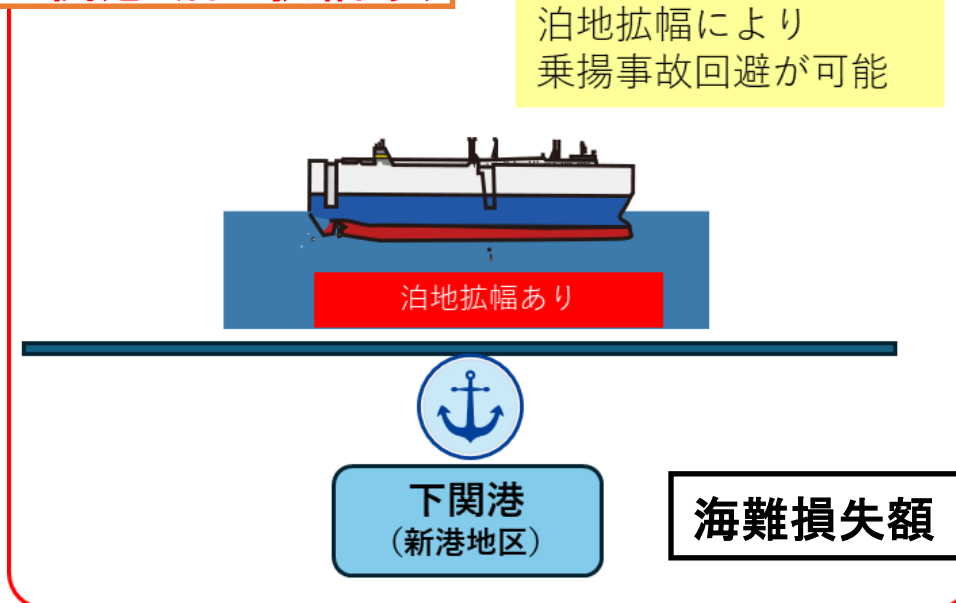 泊地拡幅により
乗揚事故回避が可能
泊地拡幅あり
下関港
（新港地区）
海難損失額